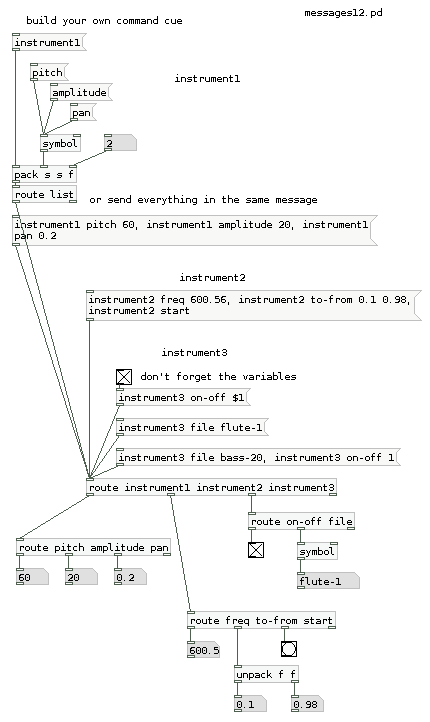 messages12.pd
build your own command cue
instrument1
pitch
instrument1
amplitude
pan
symbol
2
pack s s f
route list
or send everything in the same message
instrument1 pitch 60, instrument1 amplitude 20, instrument1
pan 0.2
instrument2
instrument2 freq 600.56, instrument2 to-from 0.1 0.98,
instrument2 start
instrument3
don't forget the variables
instrument3 on-off $1
instrument3 file flute-1
instrument3 file bass-20, instrument3 on-off 1
route instrument1 instrument2 instrument3
route on-off file
route pitch amplitude pan
symbol
60
20
0.2
flute-1
route freq to-from start
600.5
unpack f f
0.1
0.98